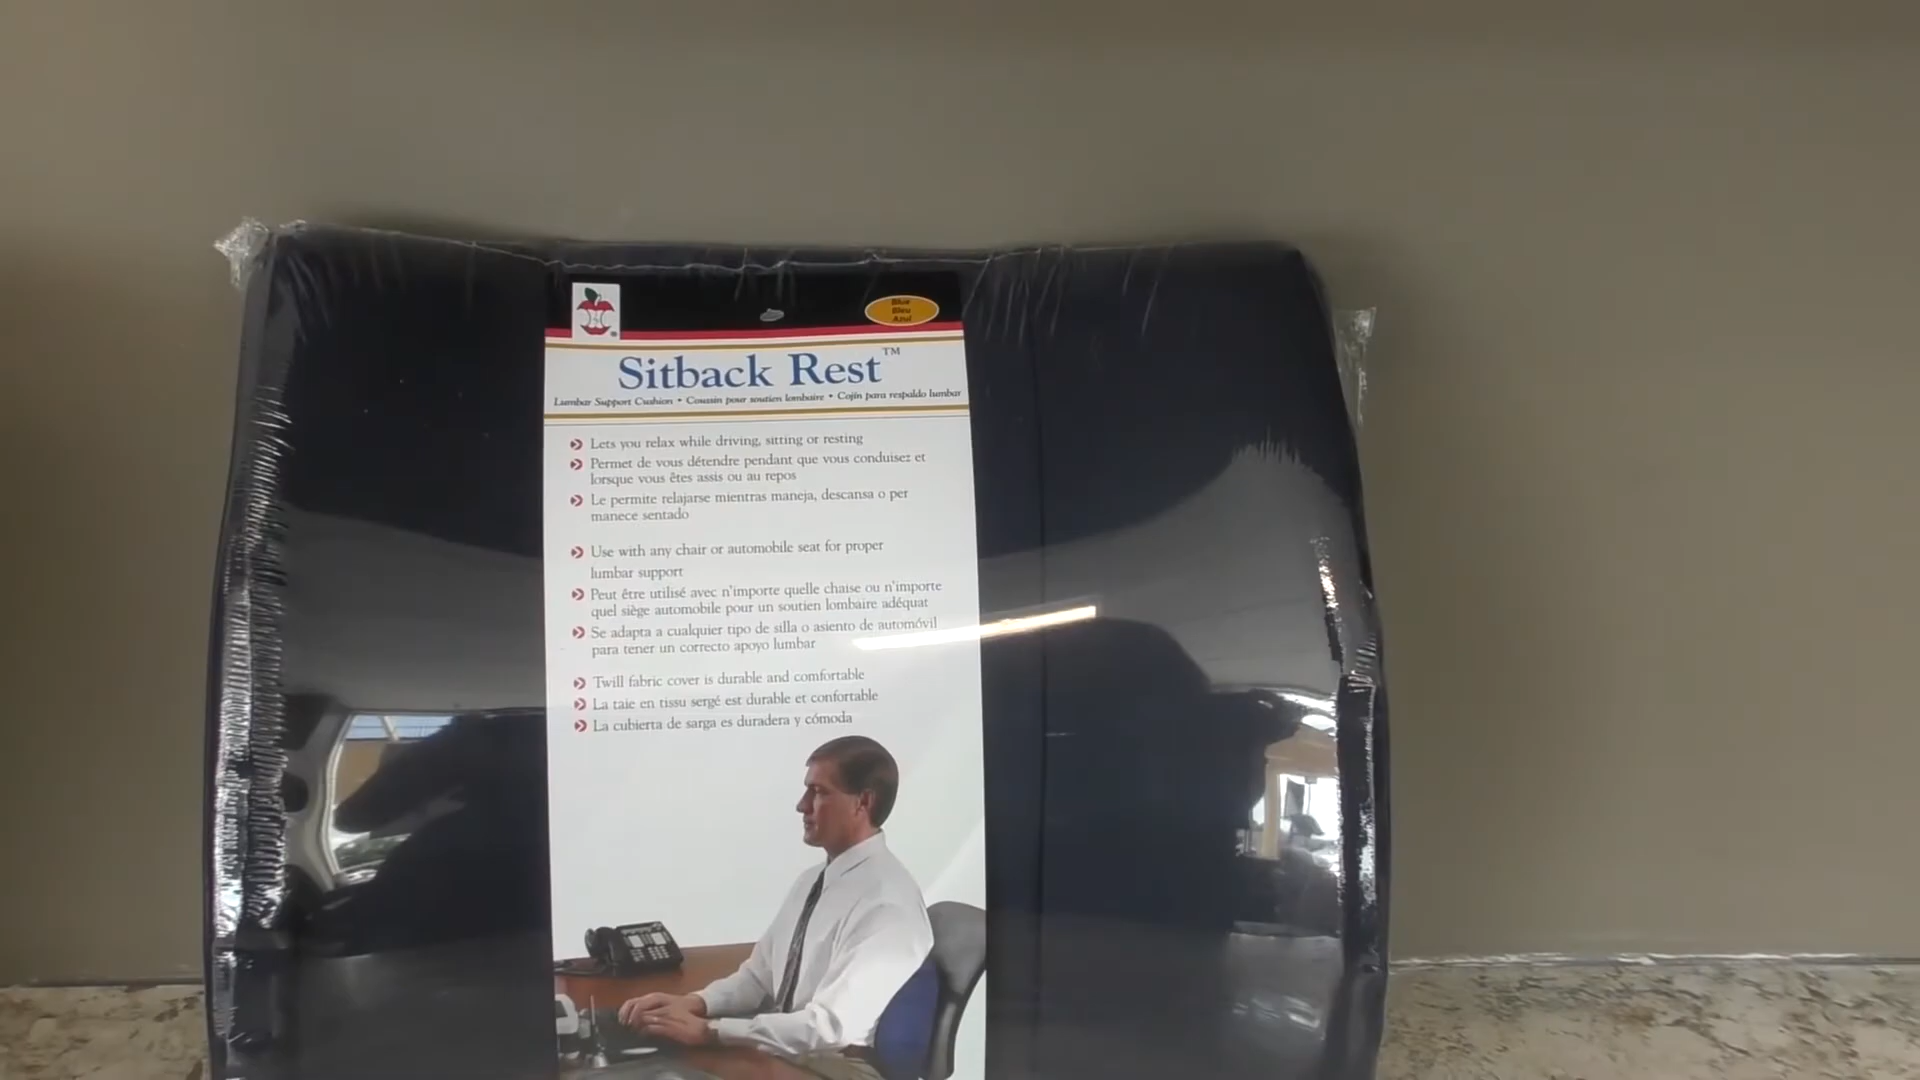 Blue
Bleu
Azul
Sitback Rest™
Lumbar Support Cushion • Coussin pour soutien lombaire • Cojín para respaldo lumbar
Lets you relax while driving, sitting or resting
Permet de vous détendre pendant que vous conduisez et
lorsque vous êtes assis ou au repos
Le permite relajarse mientras maneja, descansa o per
manece sentado
Use with any chair or automobile seat for proper
lumbar support
Peut être utilisé avec n'importe quelle chaise ou n'importe
quel siège automobile pour un soutien lombaire adéquat
Se adapta a cualquier tipo de silla o asiento de automóvil
para tener un correcto apoyo lumbar
Twill fabric cover is durable and comfortable
La taie en tissu sergé est durable et confortable
La cubierta de sarga es duradera y cómoda